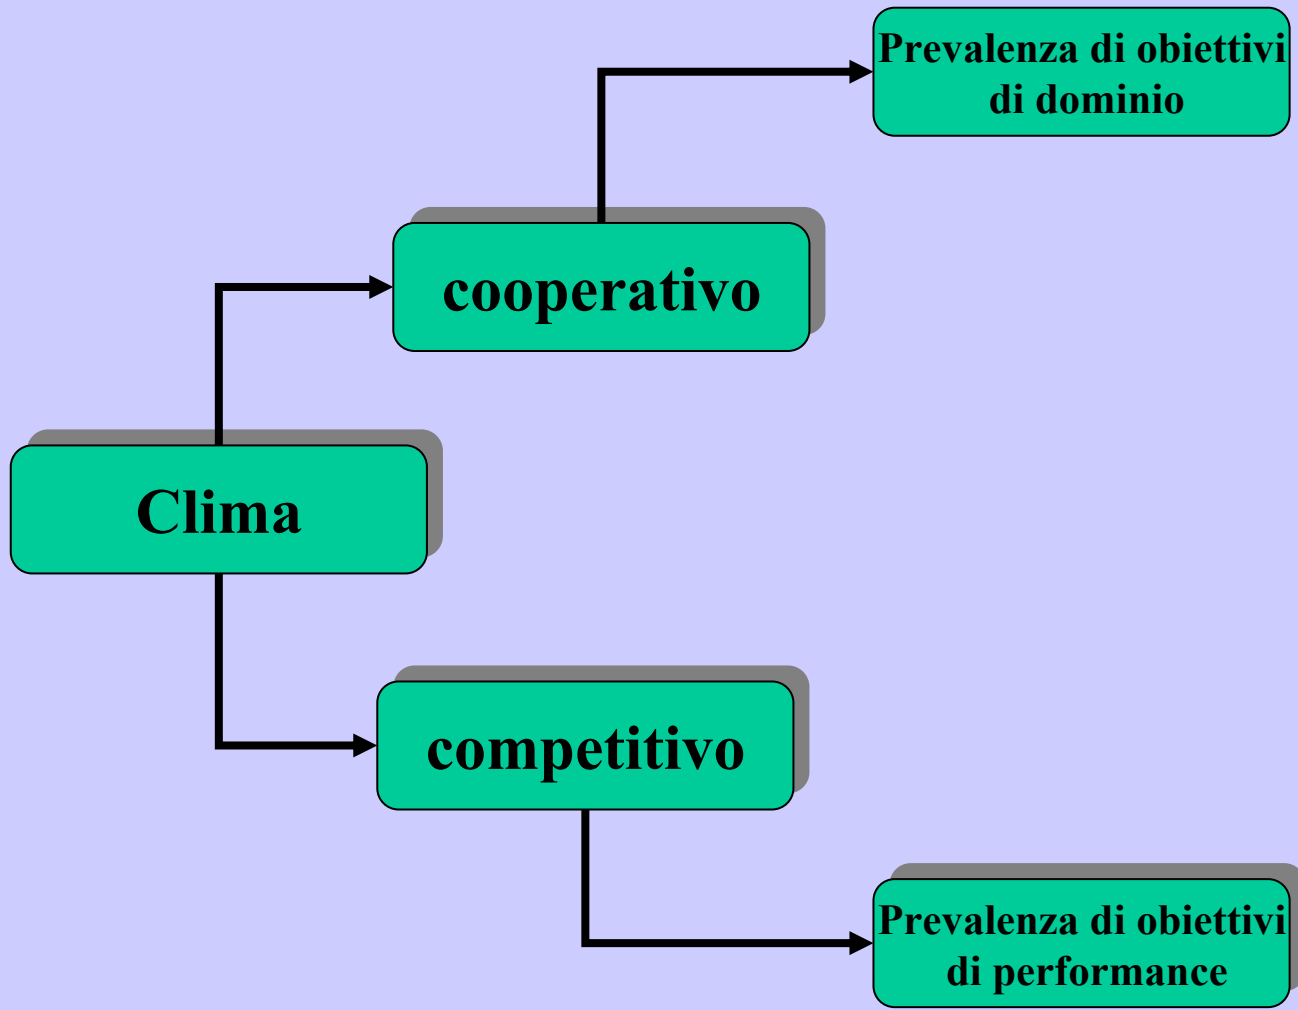 Prevalenza di obiettivi
di dominio
cooperativo
Clima
competitivo
Prevalenza di obiettivi
di performance